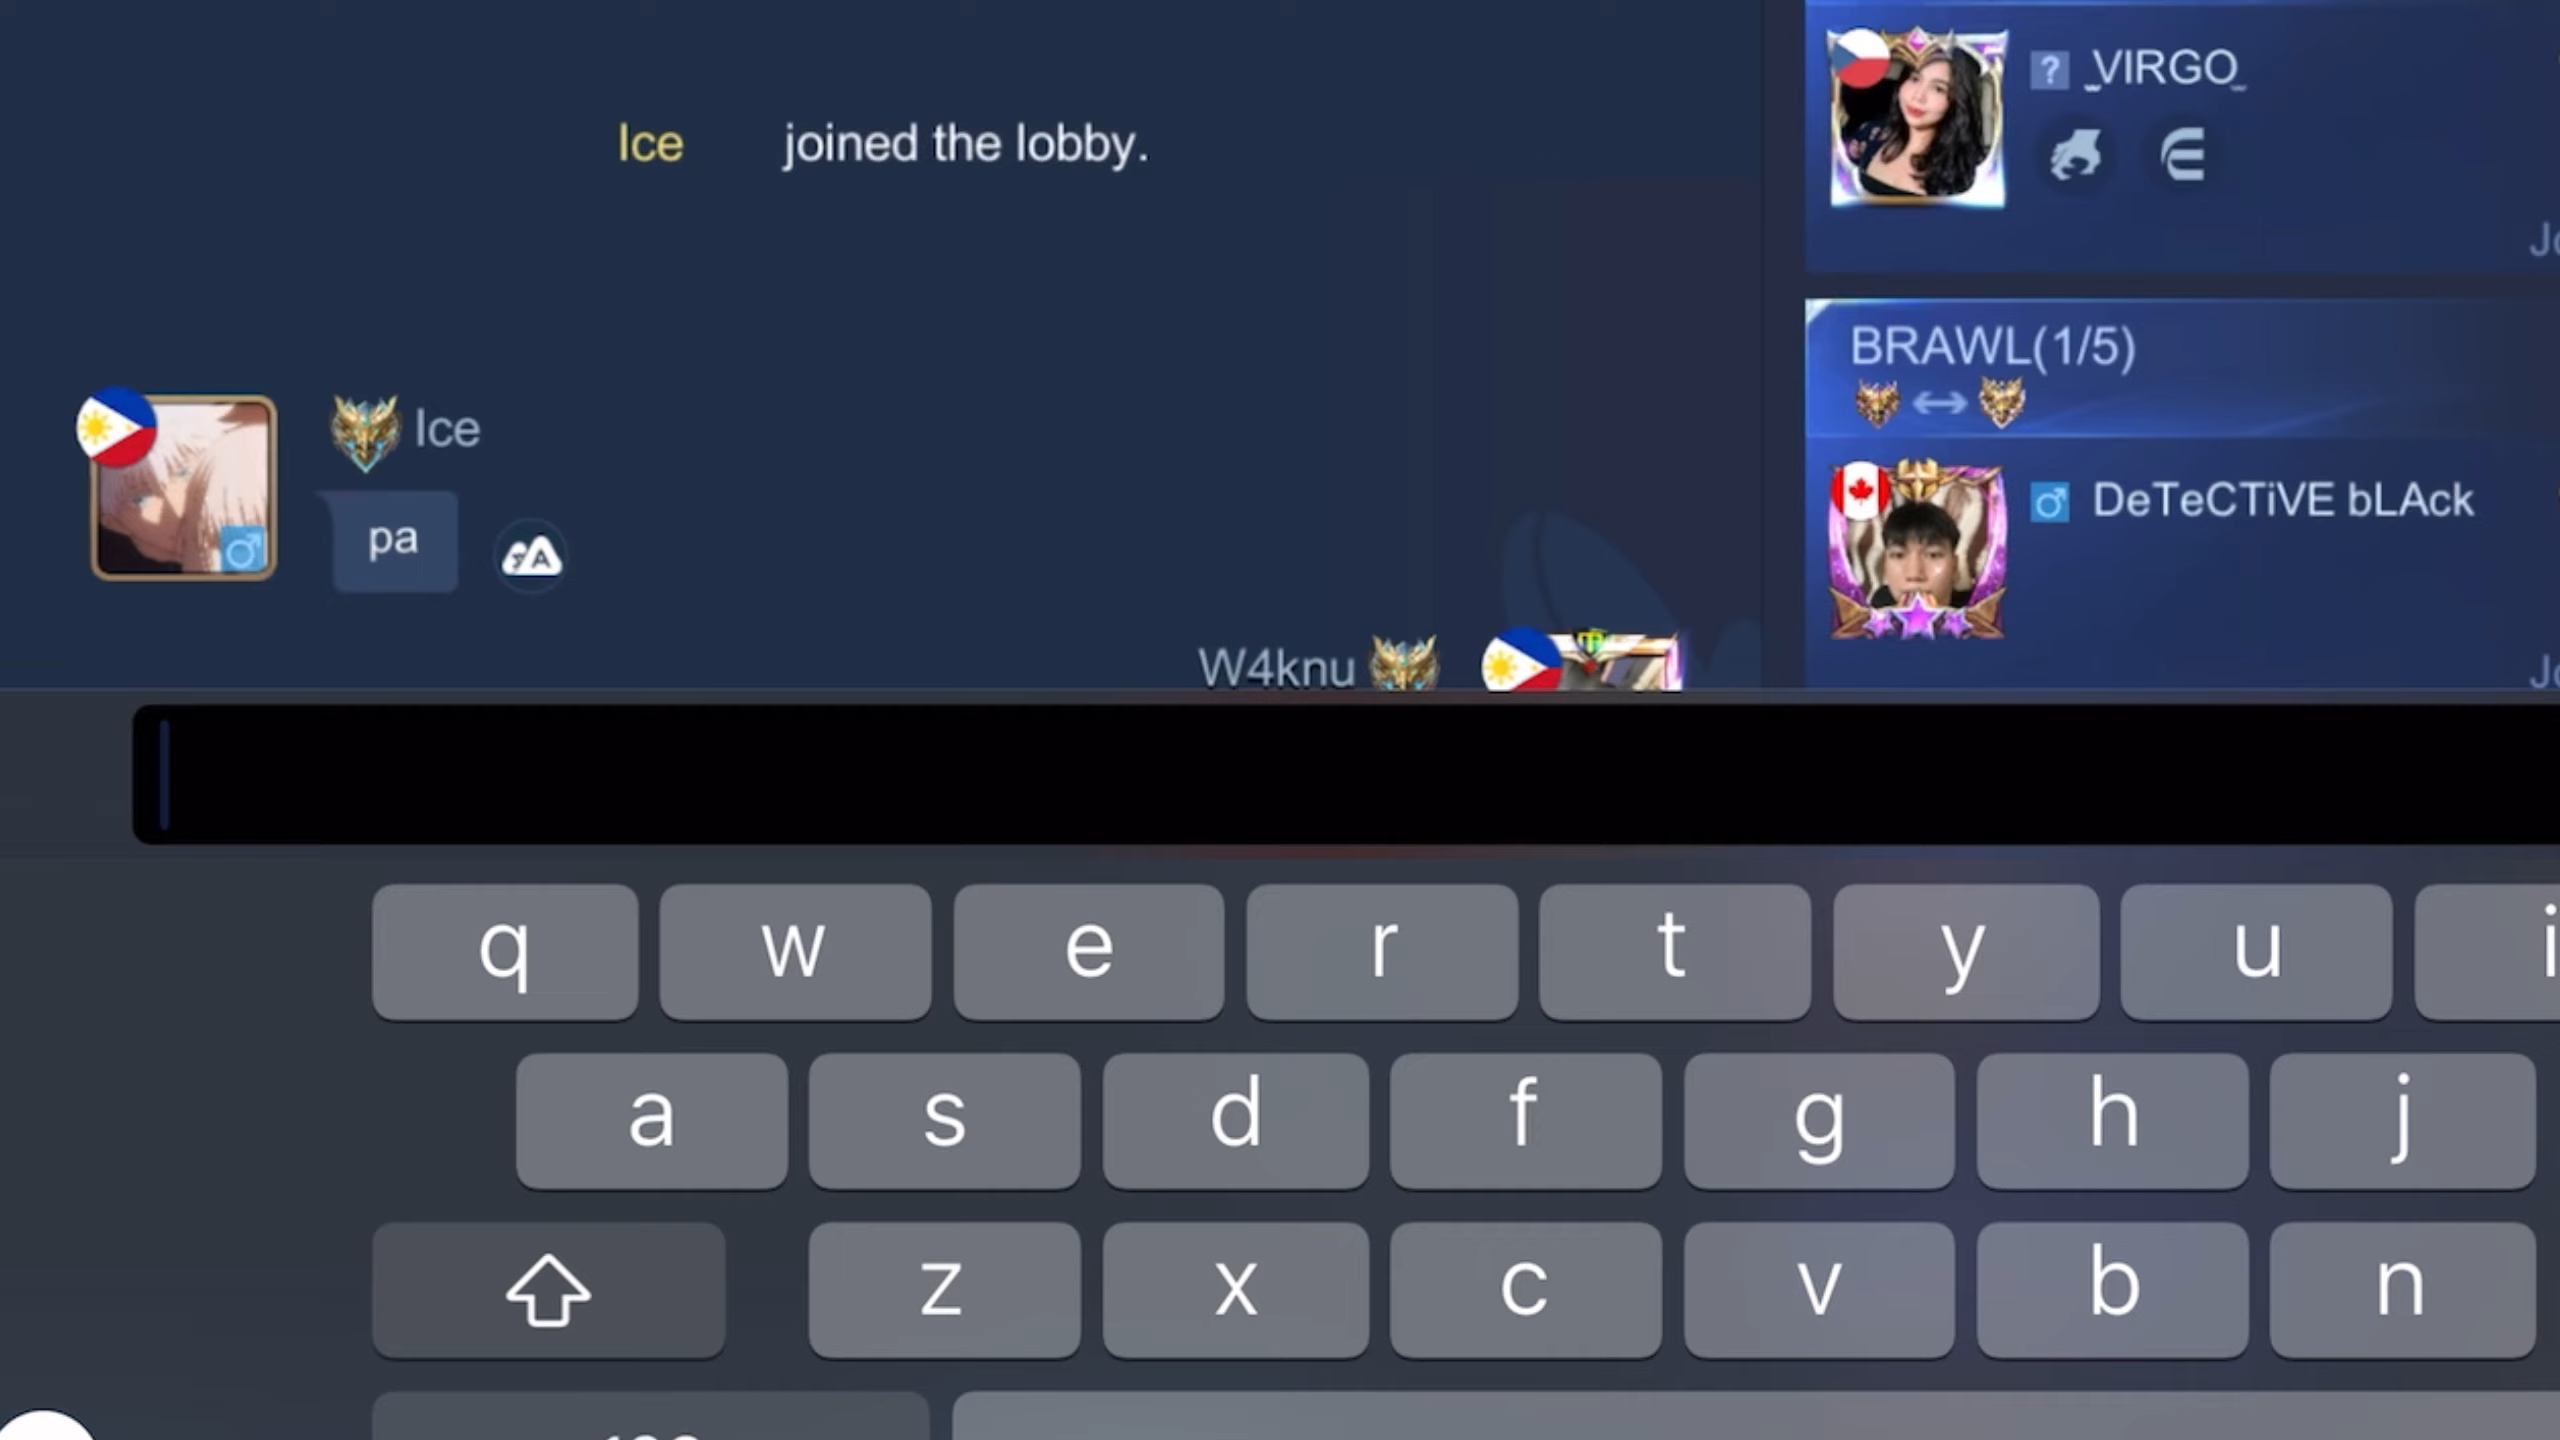 _VIRGO_
Ice joined the lobby.
BRAWL(1/5)
Ice
pa
DeTeCTiVE bLAck
W4knu
q w e r t y u i
a s d f g h j
z x c v b n